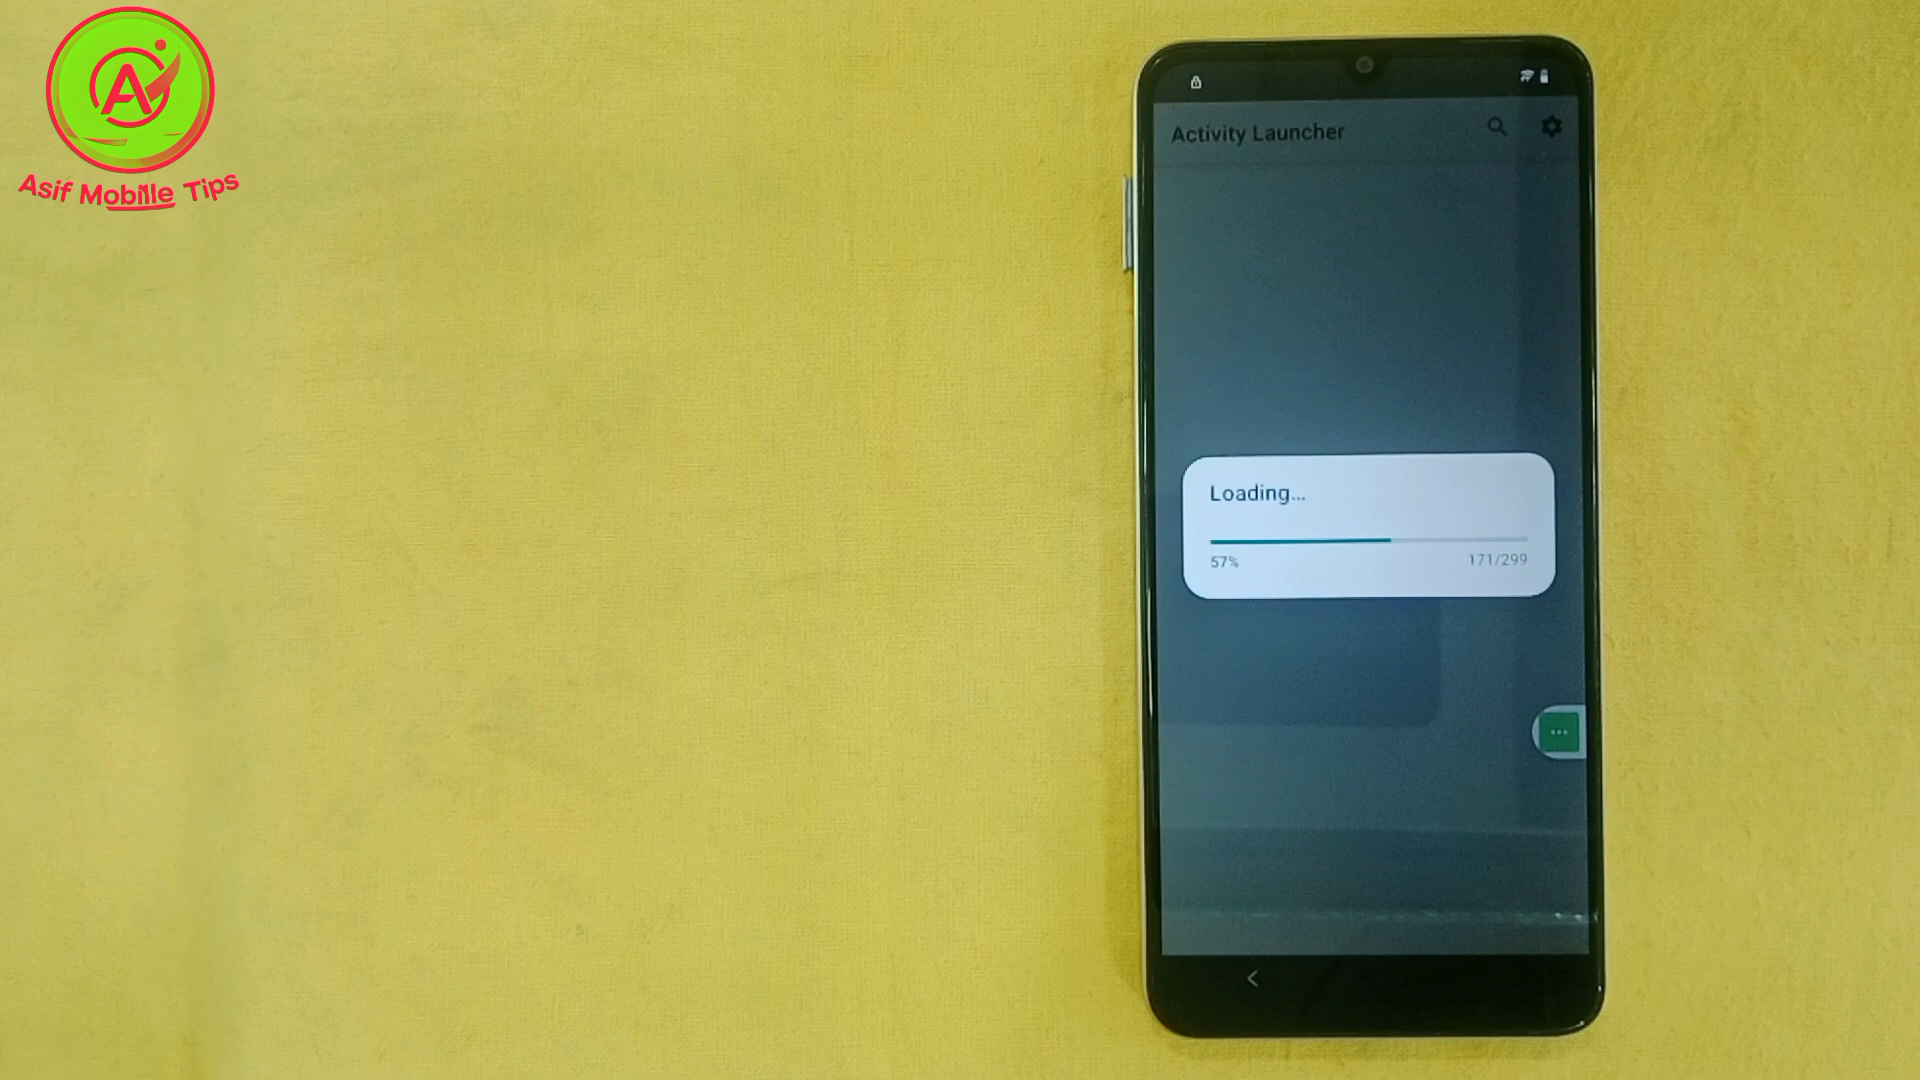 A
Asif Mobile Tips
Activity Launcher
Loading...
57%
171/299